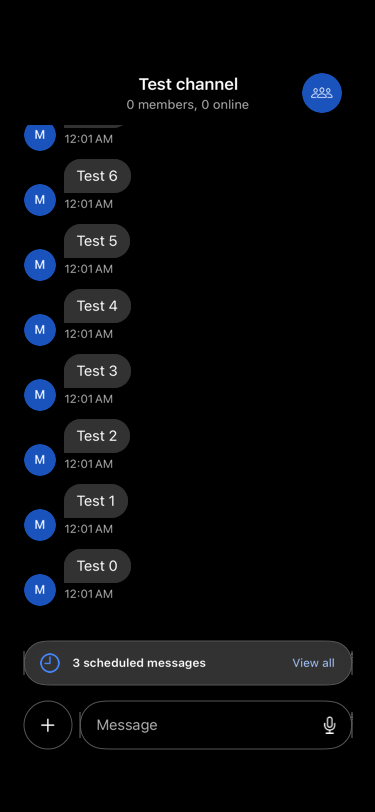 Test channel
0 members, 0 online
M
12:01 AM
Test 6
M
12:01 AM
Test 5
M
12:01 AM
Test 4
M
12:01 AM
Test 3
M
12:01 AM
Test 2
M
12:01 AM
Test 1
M
12:01 AM
Test 0
M
12:01 AM
3 scheduled messages View all
Message